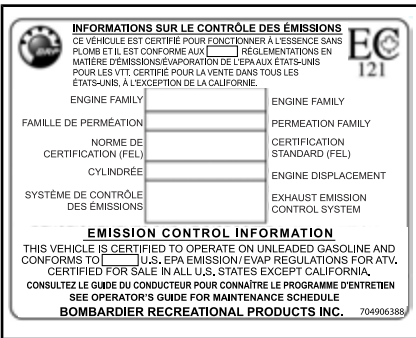 INFORMATIONS SUR LE CONTRÔLE DES ÉMISSIONS
CE VÉHICULE EST CERTIFIÉ POUR FONCTIONNER À L'ESSENCE SANS
PLOMB ET IL EST CONFORME AUX RÉGLEMENTATIONS EN
MATIÈRE D'ÉMISSIONS/ÉVAPORATION DE L'EPA AUX ÉTATS-UNIS
POUR LES VTT. CERTIFIÉ POUR LA VENTE DANS TOUS LES
ÉTATS-UNIS, À L'EXCEPTION DE LA CALIFORNIE.
EC
121
ENGINE FAMILY ENGINE FAMILY
FAMILLE DE PERMÉATION PERMEATION FAMILY
NORME DE CERTIFICATION
CERTIFICATION (FEL) STANDARD (FEL)
CYLINDRÉE ENGINE DISPLACEMENT
SYSTÈME DE CONTRÔLE EXHAUST EMISSION
DES ÉMISSIONS CONTROL SYSTEM
EMISSION CONTROL INFORMATION
THIS VEHICLE IS CERTIFIED TO OPERATE ON UNLEADED GASOLINE AND
CONFORMS TO U.S. EPA EMISSION/EVAP REGULATIONS FOR ATV.
CERTIFIED FOR SALE IN ALL U.S. STATES EXCEPT CALIFORNIA.
CONSULTEZ LE GUIDE DU CONDUCTEUR POUR CONNAÎTRE LE PROGRAMME D'ENTRETIEN
SEE OPERATOR'S GUIDE FOR MAINTENANCE SCHEDULE
BOMBARDIER RECREATIONAL PRODUCTS INC. 704906388